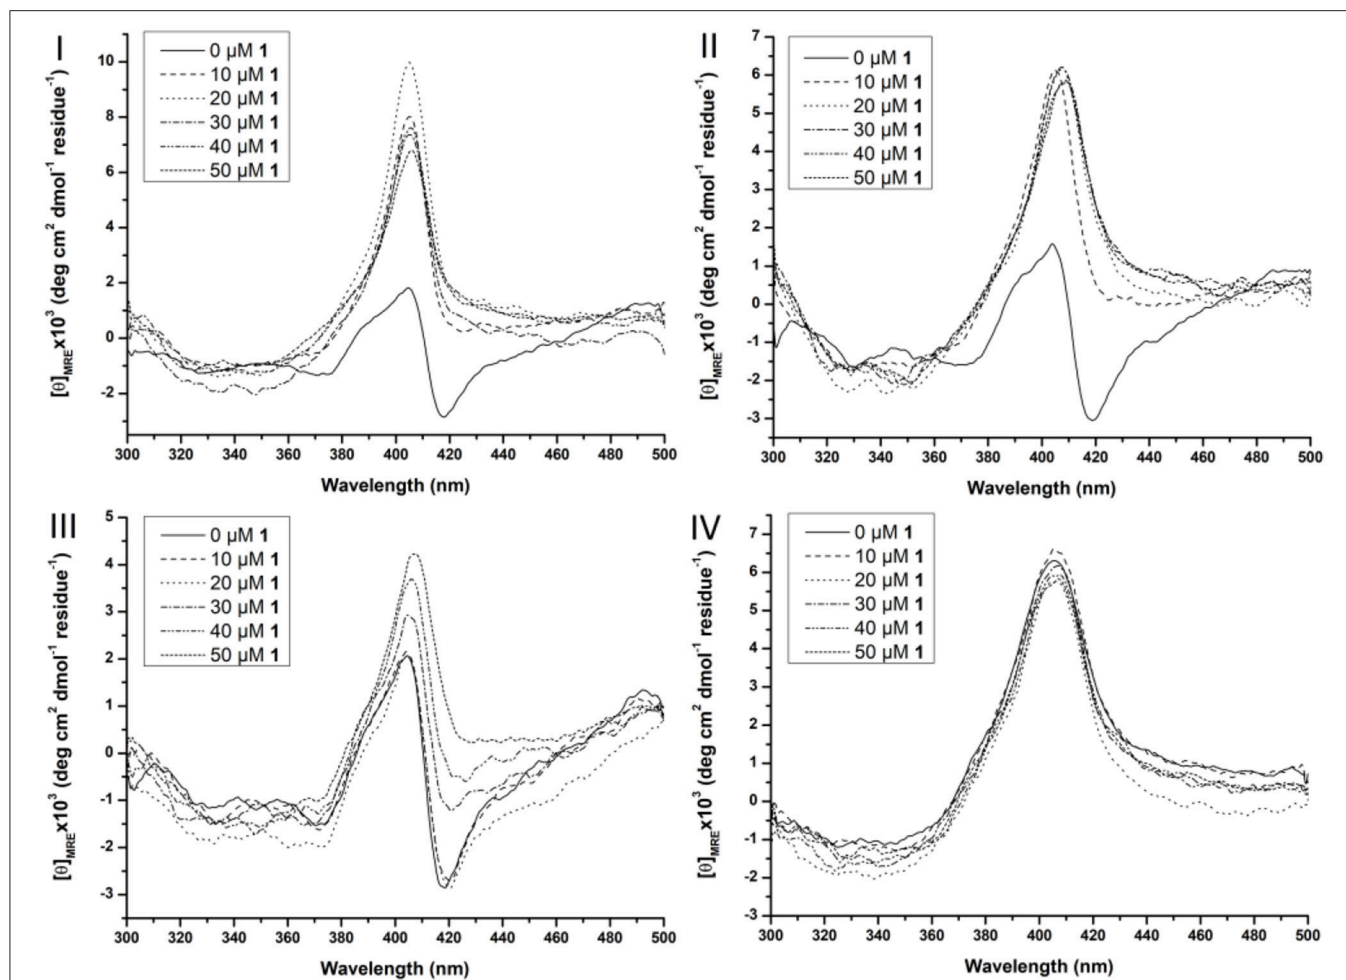 I
0 µM 1
10 µM 1
20 µM 1
30 µM 1
40 µM 1
50 µM 1
[θ]MRE x10³ (deg cm² dmol⁻¹ residue⁻¹)
10
8
6
4
2
0
-2
300 320 340 360 380 400 420 440 460 480 500
Wavelength (nm)
II
0 µM 1
10 µM 1
20 µM 1
30 µM 1
40 µM 1
50 µM 1
[θ]MRE x10³ (deg cm² dmol⁻¹ residue⁻¹)
7
6
5
4
3
1
0
-1
-3
300 320 340 360 380 400 420 440 460 480 500
Wavelength (nm)
III
0 µM 1
10 µM 1
20 µM 1
30 µM 1
40 µM 1
50 µM 1
[θ]MRE x10³ (deg cm² dmol⁻¹ residue⁻¹)
5
4
3
2
1
0
-1
-2
-3
300 320 340 360 380 400 420 440 460 480 500
Wavelength (nm)
IV
0 µM 1
10 µM 1
20 µM 1
30 µM 1
40 µM 1
50 µM 1
[θ]MRE x10³ (deg cm² dmol⁻¹ residue⁻¹)
7
6
5
4
2
1
0
-1
-2
-3
300 320 340 360 380 400 420 440 460 480 500
Wavelength (nm)